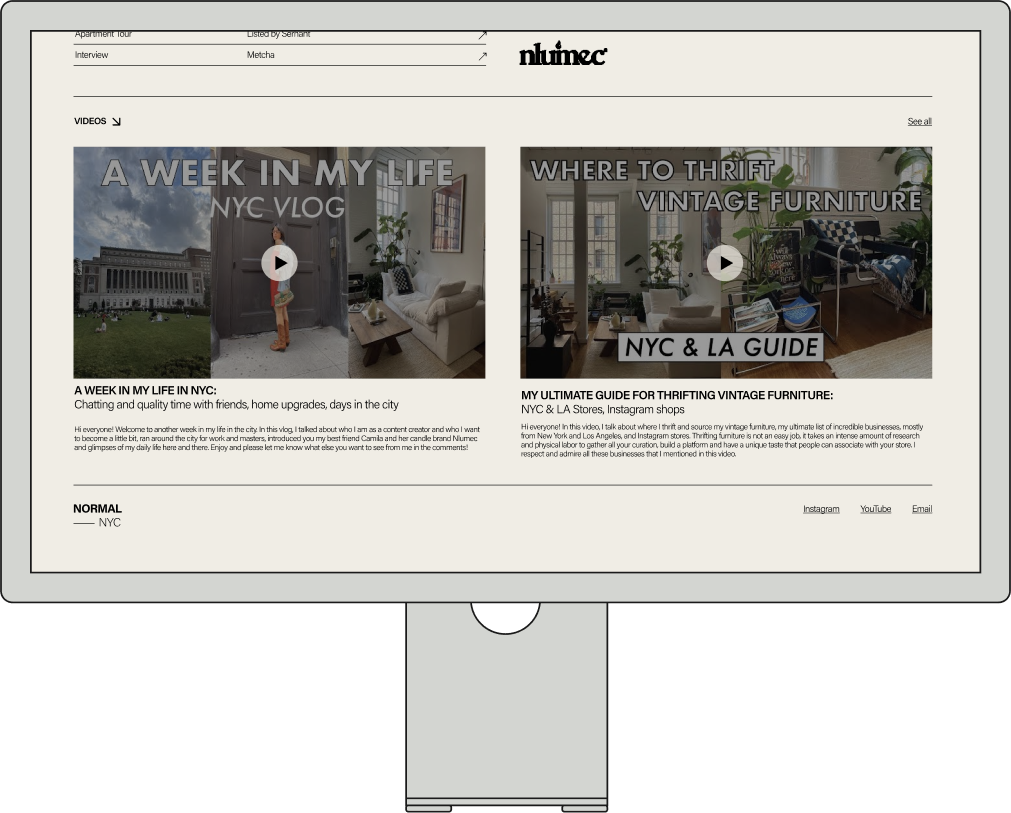 Apartment Tour Listed by Serhant
Interview Metcha
nlumec
VIDEOS
See all
A WEEK IN MY LIFE
NYC VLOG
WHERE TO THRIFT
VINTAGE FURNITURE
NYC & LA GUIDE
A WEEK IN MY LIFE IN NYC:
Chatting and quality time with friends, home upgrades, days in the city
Hi everyone! Welcome to another week in my life in the city. In this vlog, I talked about who I am as a content creator and who I want
to become a little bit, ran around the city for work and masters, introduced you my best friend Camila and her candle brand Nlumec
and glimpses of my daily life here and there. Enjoy and please let me know what else you want to see from me in the comments!
MY ULTIMATE GUIDE FOR THRIFTING VINTAGE FURNITURE:
NYC & LA Stores, Instagram shops
Hi everyone! In this video, I talk about where I thrift and source my vintage furniture, my ultimate list of incredible businesses, mostly
from New York and Los Angeles, and Instagram stores. Thrifting furniture is not an easy job, it takes an intense amount of research
and physical labor to gather all your curation, build a platform and have a unique taste that people can associate with your store. I
respect and admire all these businesses that I mentioned in this video.
NORMAL
NYC
Instagram YouTube Email